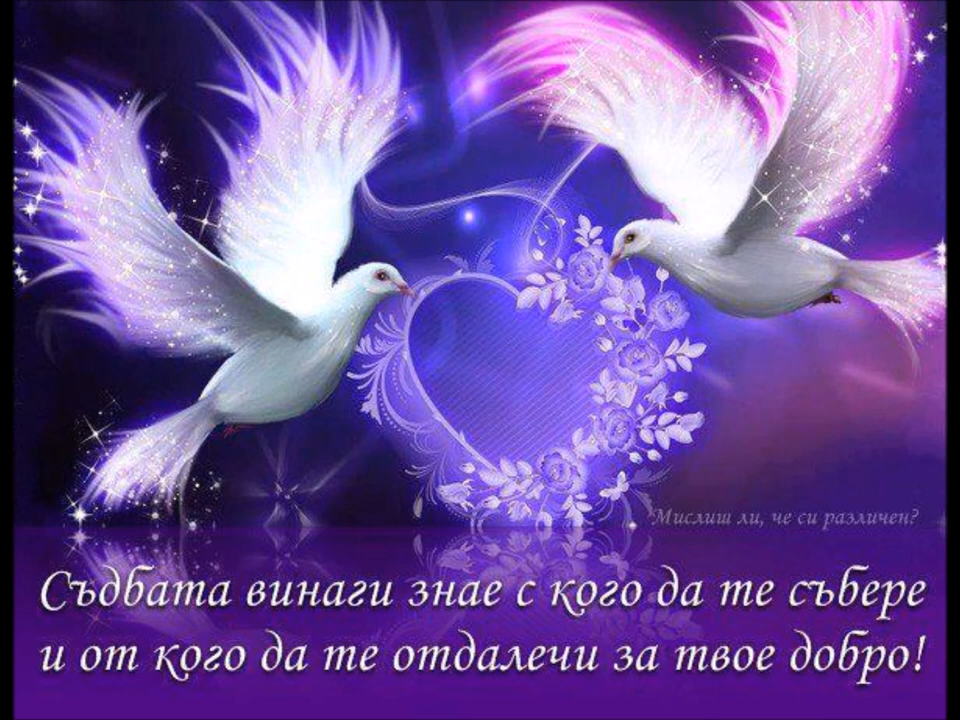 Мислиш ли, че си различен?
Съдбата винаги знае с кого да те събере
и от кого да те отдалечи за твое добро!